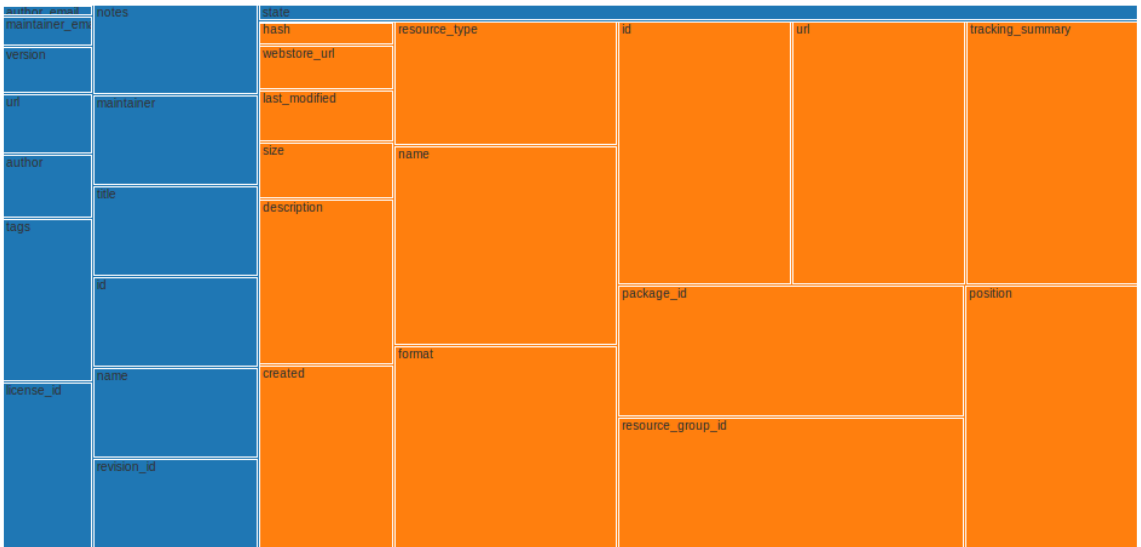 author_email
maintainer_ema
version
url
author
tags
license_id
notes
maintainer
title
id
name
revision_id
state
hash
webstore_url
last_modified
size
description
created
resource_type
name
format
id
url
tracking_summary
package_id
position
resource_group_id